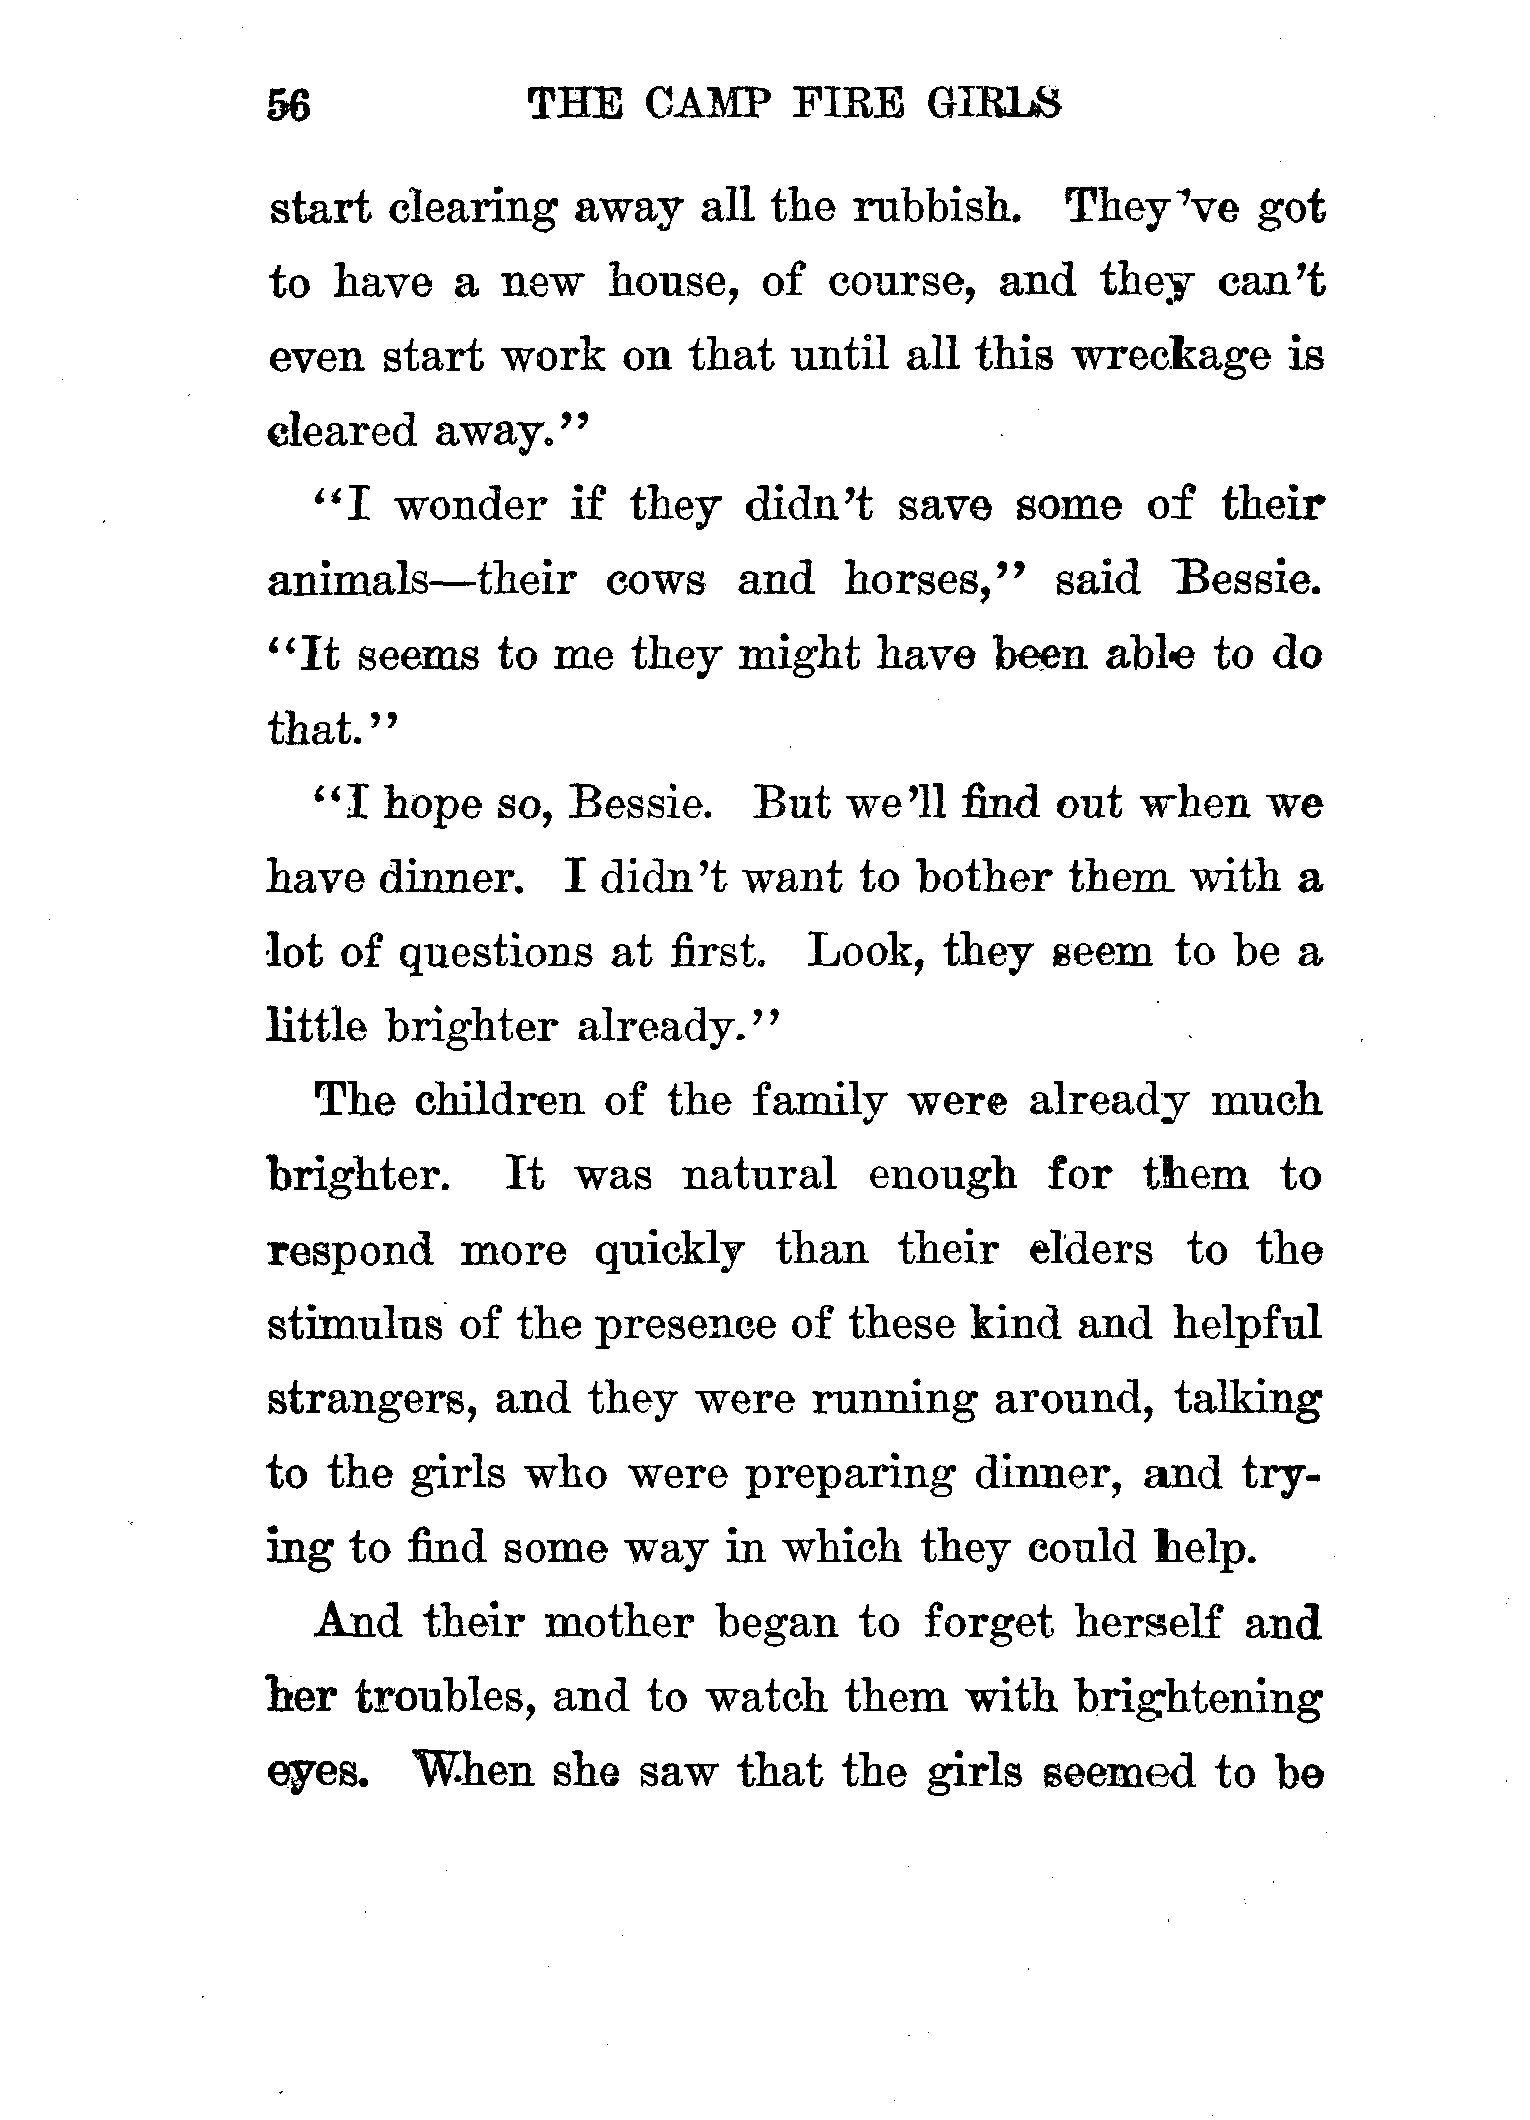 56 THE CAMP FIRE GIRLS
start clearing away all the rubbish. They've got
to have a new house, of course, and they can't
even start work on that until all this wreckage is
cleared away."
"I wonder if they didn't save some of their
animals—their cows and horses," said Bessie.
"It seems to me they might have been able to do
that."
"I hope so, Bessie. But we'll find out when we
have dinner. I didn't want to bother them with a
lot of questions at first. Look, they seem to be a
little brighter already."
The children of the family were already much
brighter. It was natural enough for them to
respond more quickly than their elders to the
stimulus of the presence of these kind and helpful
strangers, and they were running around, talking
to the girls who were preparing dinner, and try-
ing to find some way in which they could help.
And their mother began to forget herself and
her troubles, and to watch them with brightening
eyes. When she saw that the girls seemed to be